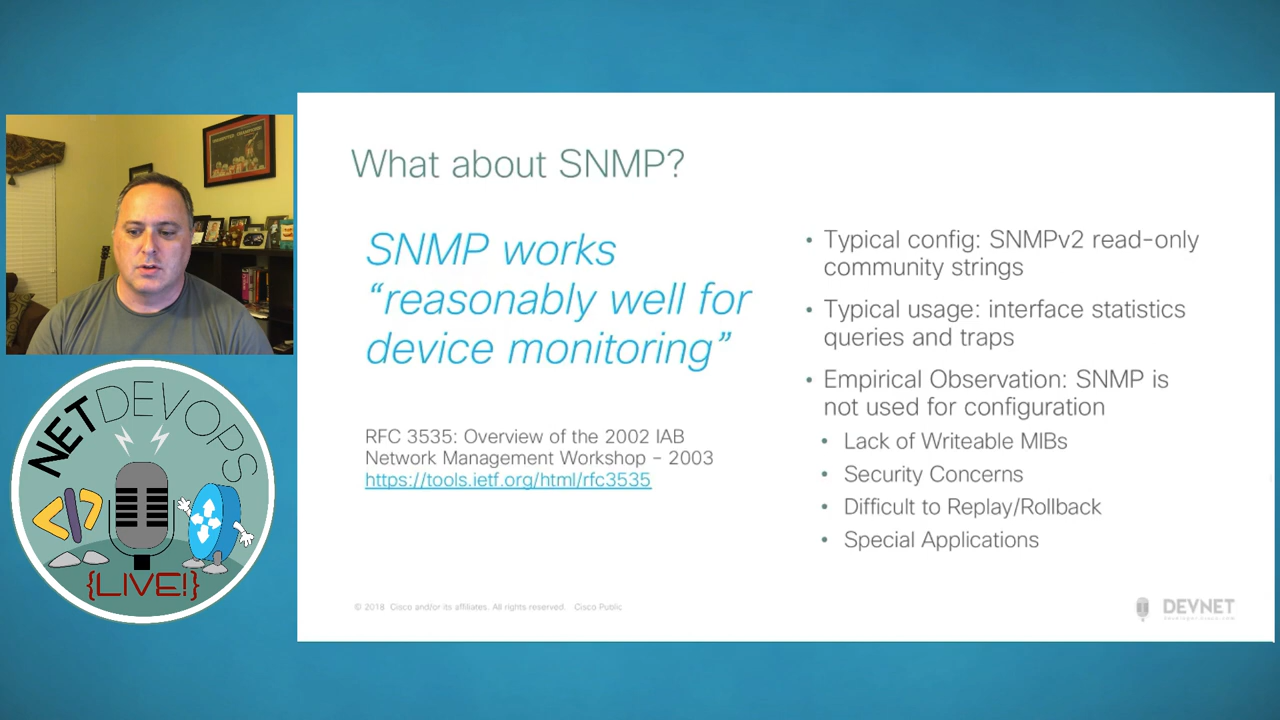 What about SNMP?
SNMP works
“reasonably well for
device monitoring”
RFC 3535: Overview of the 2002 IAB
Network Management Workshop – 2003
https://tools.ietf.org/html/rfc3535
• Typical config: SNMPv2 read-only
community strings
• Typical usage: interface statistics
queries and traps
• Empirical Observation: SNMP is
not used for configuration
• Lack of Writeable MIBs
• Security Concerns
• Difficult to Replay/Rollback
• Special Applications
© 2018 Cisco and/or its affiliates. All rights reserved. Cisco Public
DEVNET
developer.cisco.com
NETDEVOPS
</>
{LIVE!}